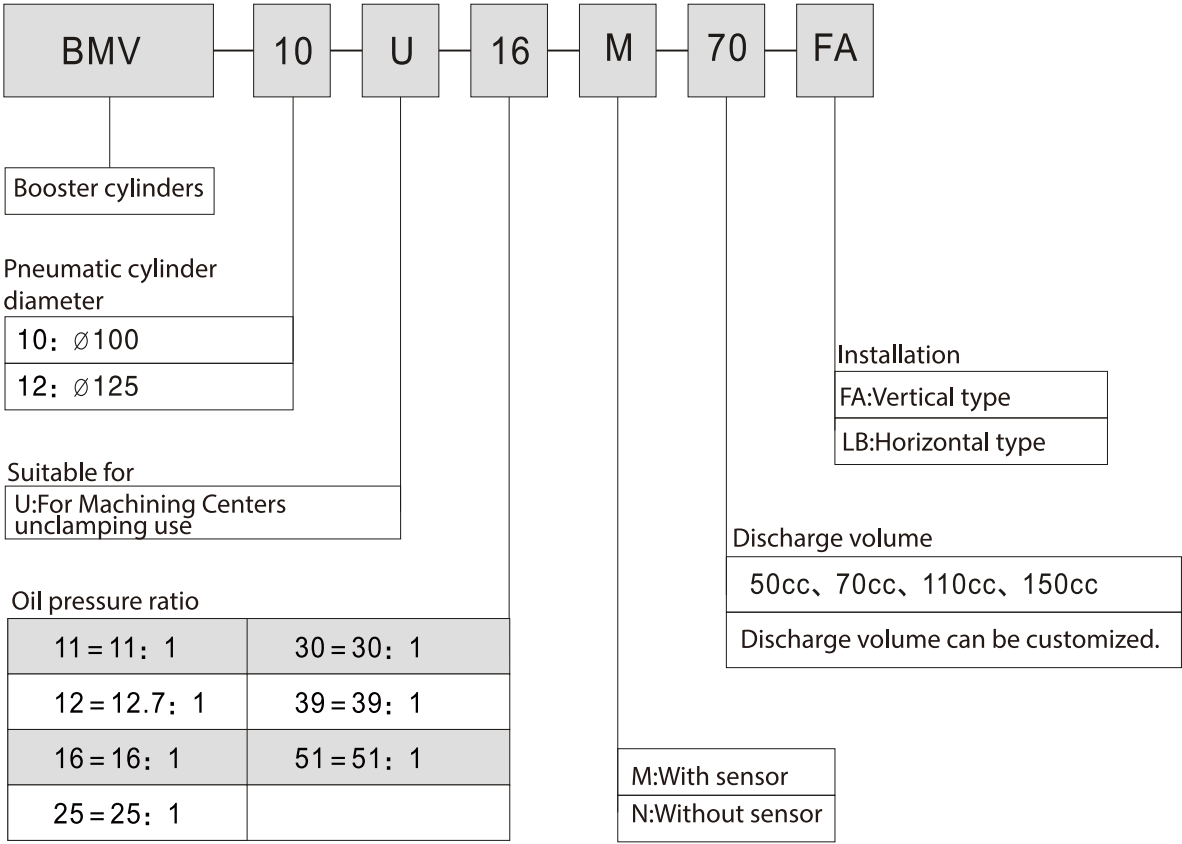 BMV 10 U 16 M 70 FA
Booster cylinders
Pneumatic cylinder
diameter
10: ∅100
12: ∅125
Suitable for
U:For Machining Centers
unclamping use
Oil pressure ratio
11=11: 1 30=30: 1
12=12.7: 1 39=39: 1
16=16: 1 51=51: 1
25=25: 1
M:With sensor
N:Without sensor
Discharge volume
50cc、70cc、110cc、150cc
Discharge volume can be customized.
Installation
FA:Vertical type
LB:Horizontal type